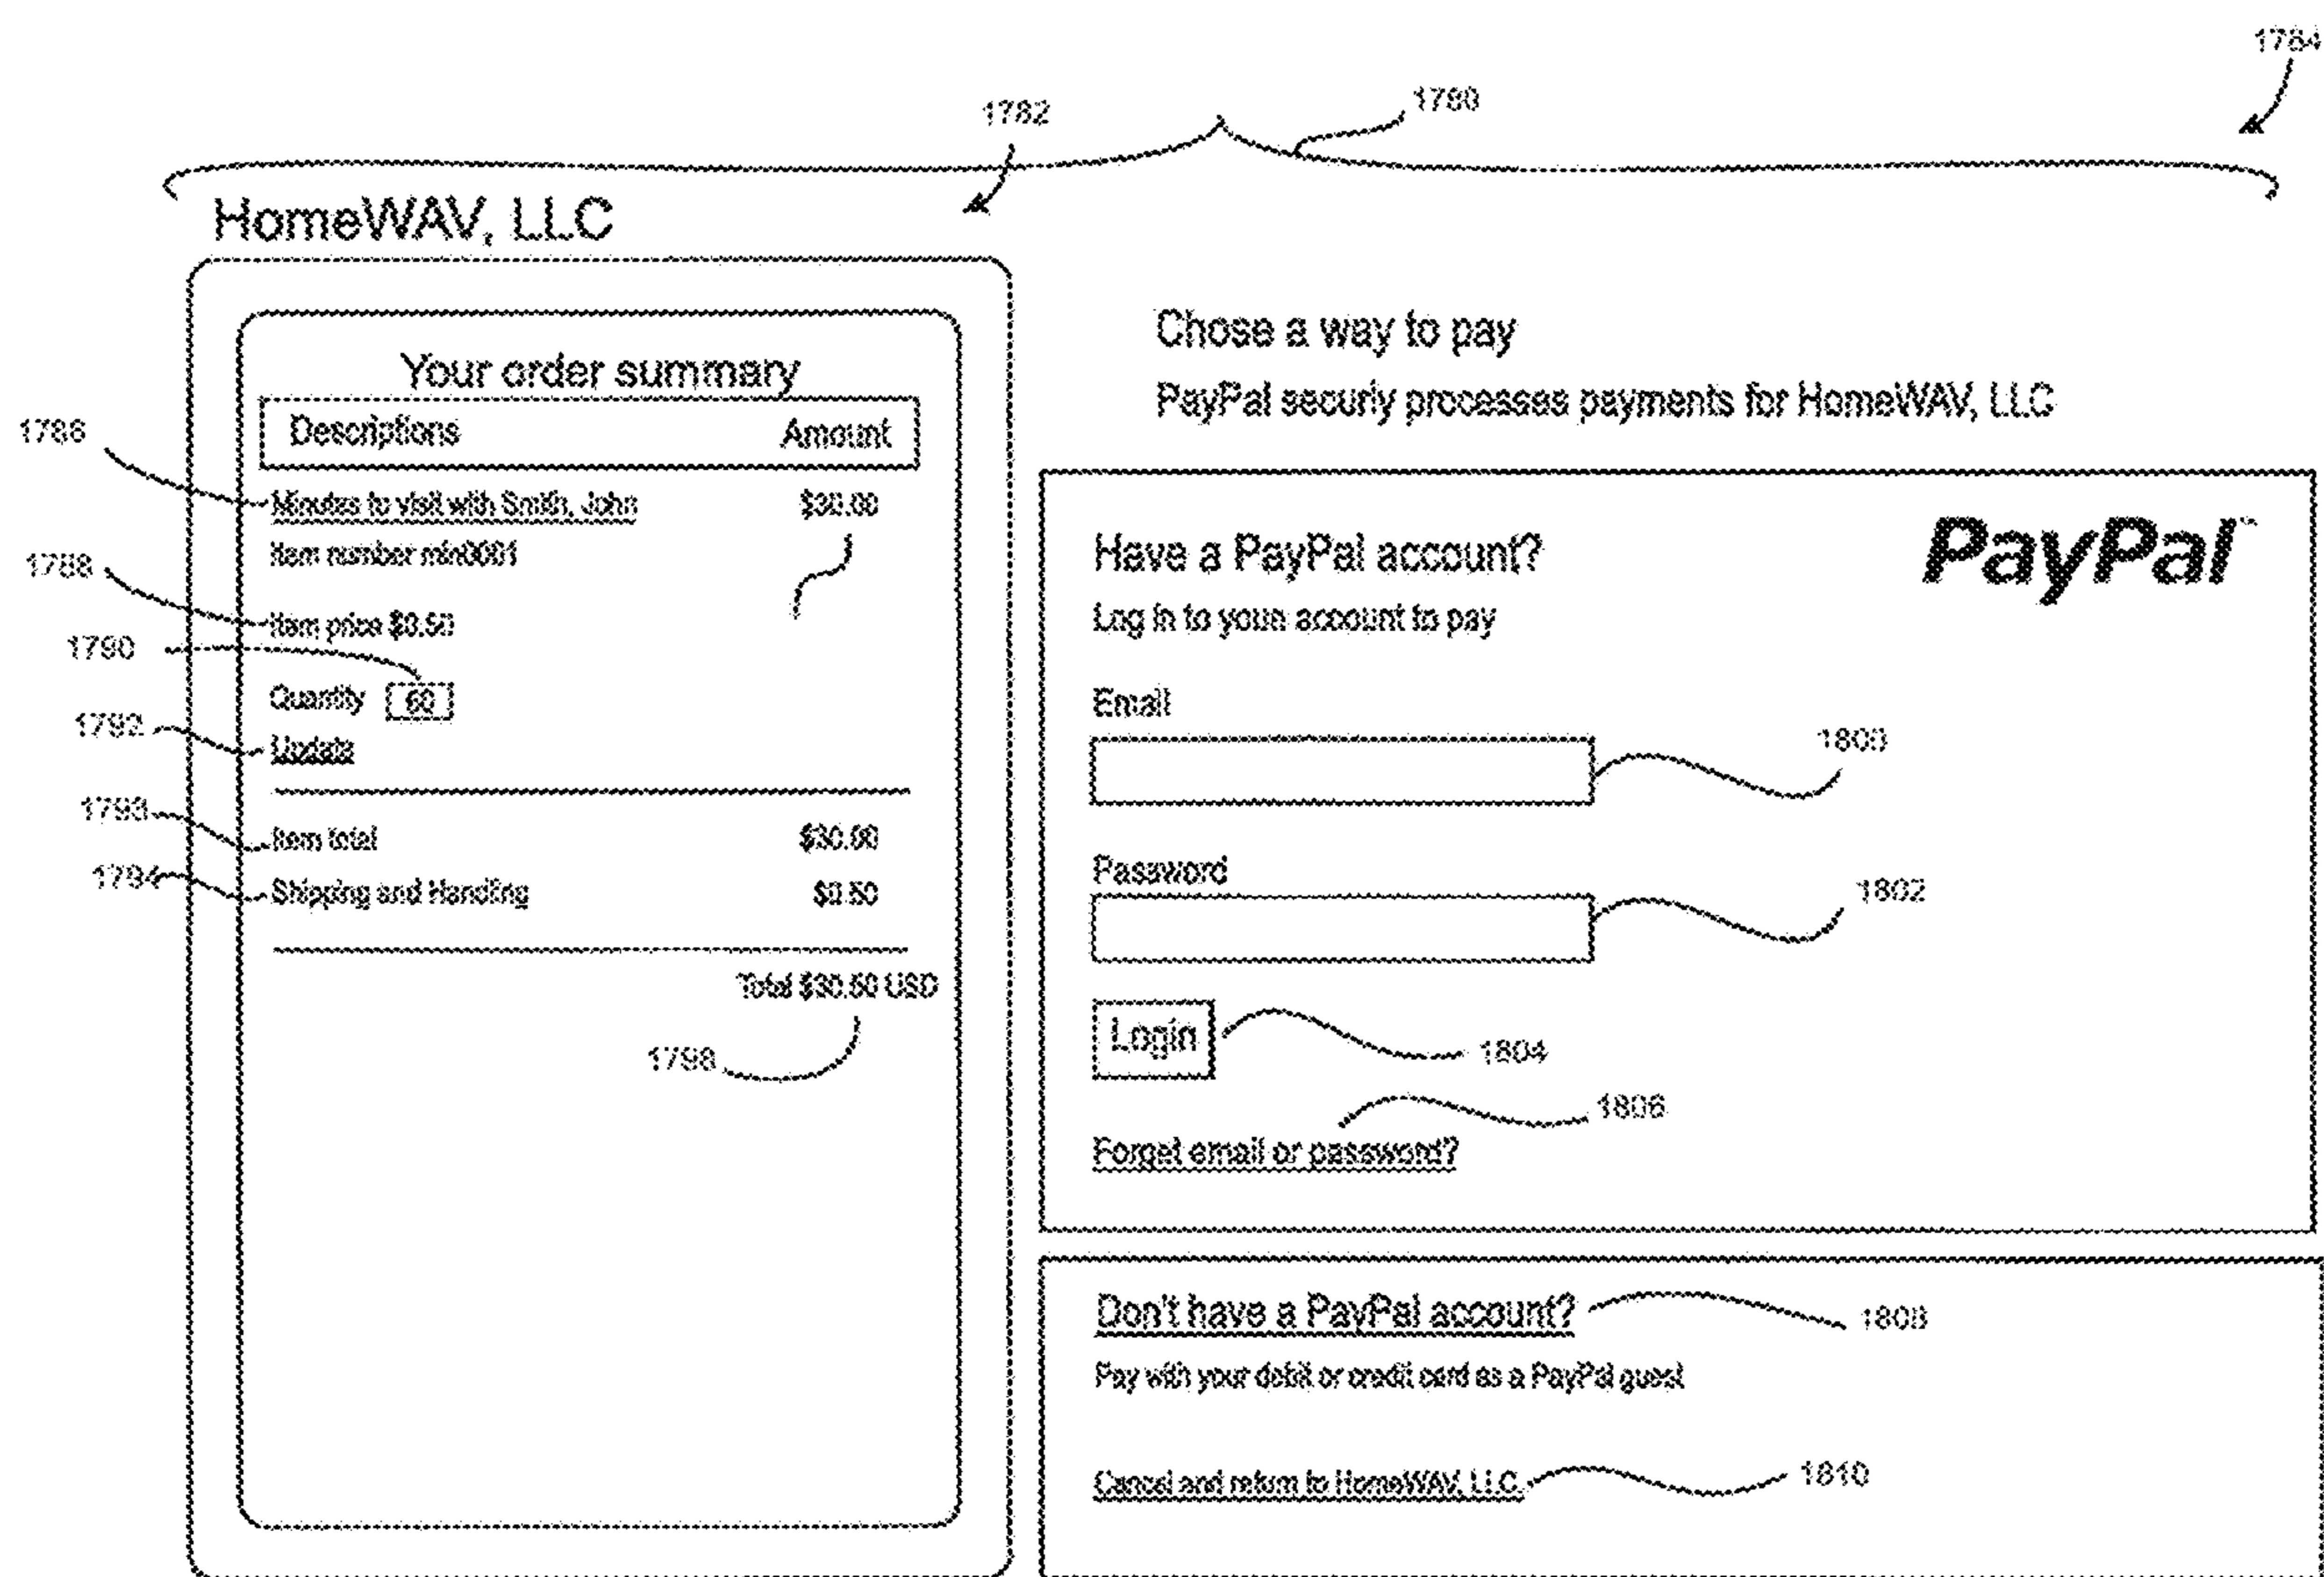 1784
1782
1780
HomeWAV, LLC
Your order summary
Descriptions Amount
1786
Minutes to visit with Smith, John $30.00
Item number min0001
1788
Item price $0.50
1790
Quantity 60
1792
Update
Item total $30.00
1794
Shipping and Handling $0.50
Total $30.50 USD
1798
Chose a way to pay
PayPal securly processes payments for HomeWAV, LLC
PayPal
Have a PayPal account?
Log in to your account to pay
Email
1800
Password
1802
Login
1804
1806
Forget email or password?
Don't have a PayPal account?
1808
Pay with your debit or credit card as a PayPal guest
Cancel and return to HomeWAV, LLC.
1810